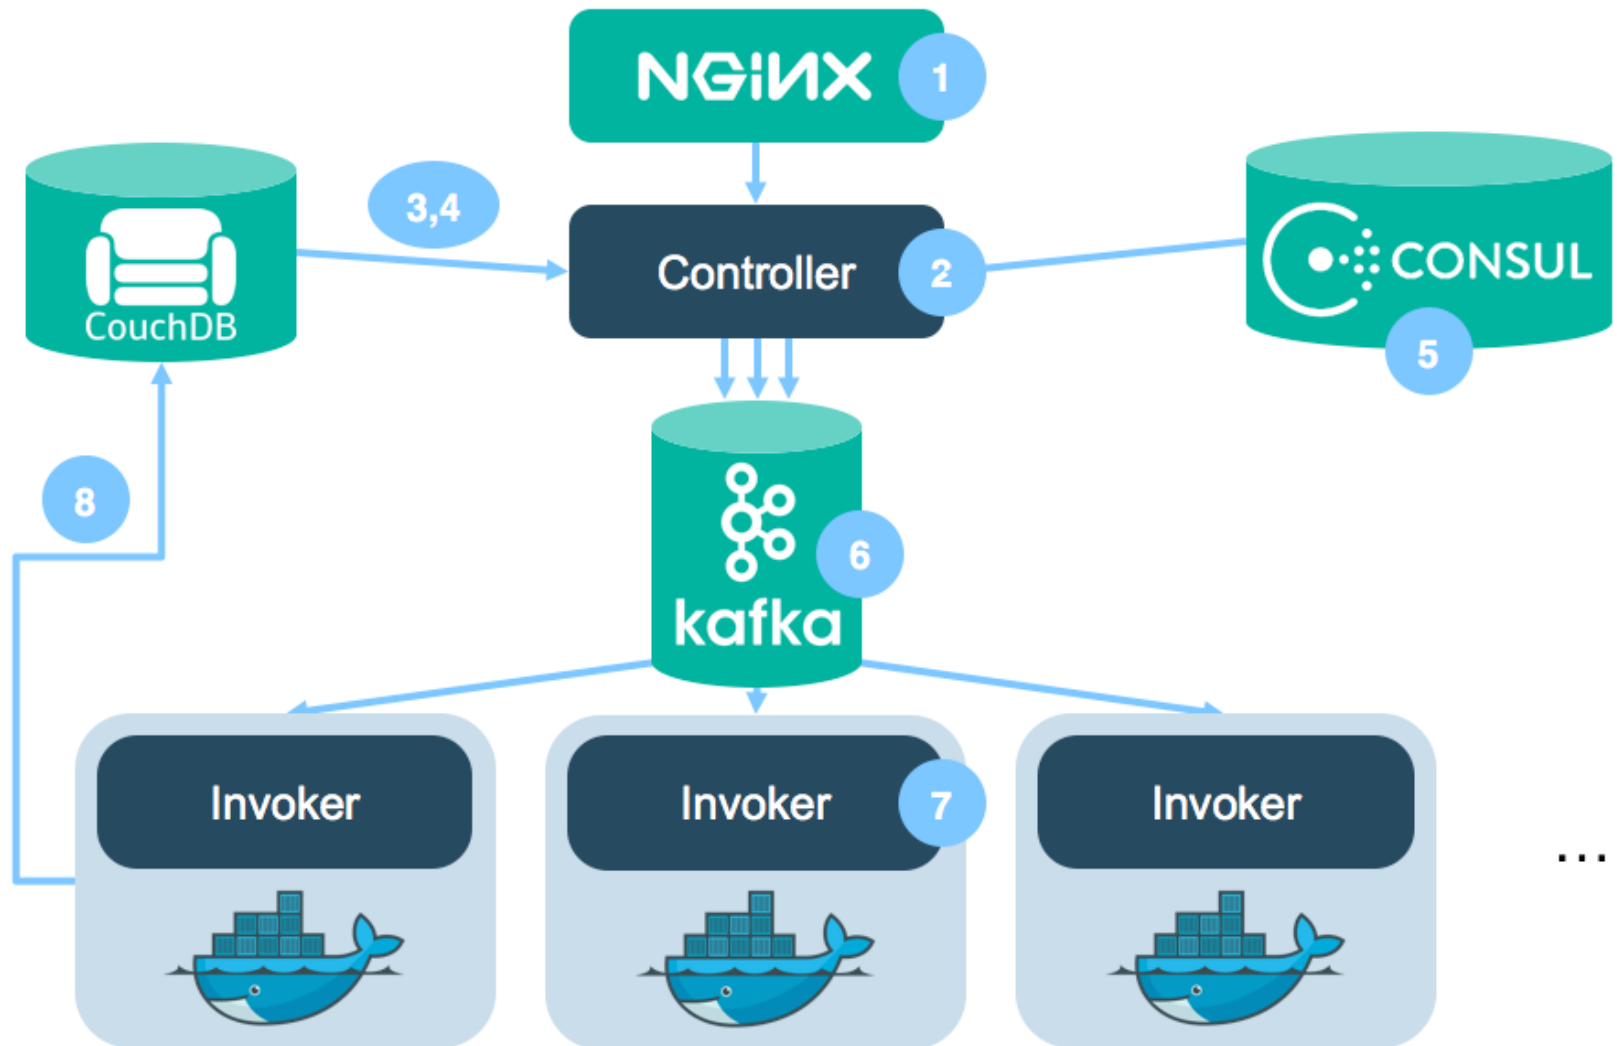 NGINX
1
3,4
Controller
2
CONSUL
CouchDB
5
8
6
kafka
Invoker
Invoker
7
Invoker
...